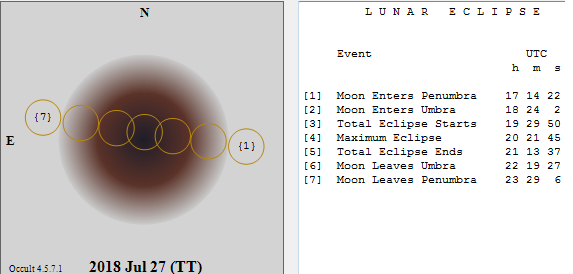 N
{7}
{1}
E
Occult 4.5.7.1
2018 Jul 27 (TT)
L U N A R   E C L I P S E
Event UTC
h m s
[1] Moon Enters Penumbra 17 14 22
[2] Moon Enters Umbra 18 24 2
[3] Total Eclipse Starts 19 29 50
[4] Maximum Eclipse 20 21 45
[5] Total Eclipse Ends 21 13 37
[6] Moon Leaves Umbra 22 19 27
[7] Moon Leaves Penumbra 23 29 6